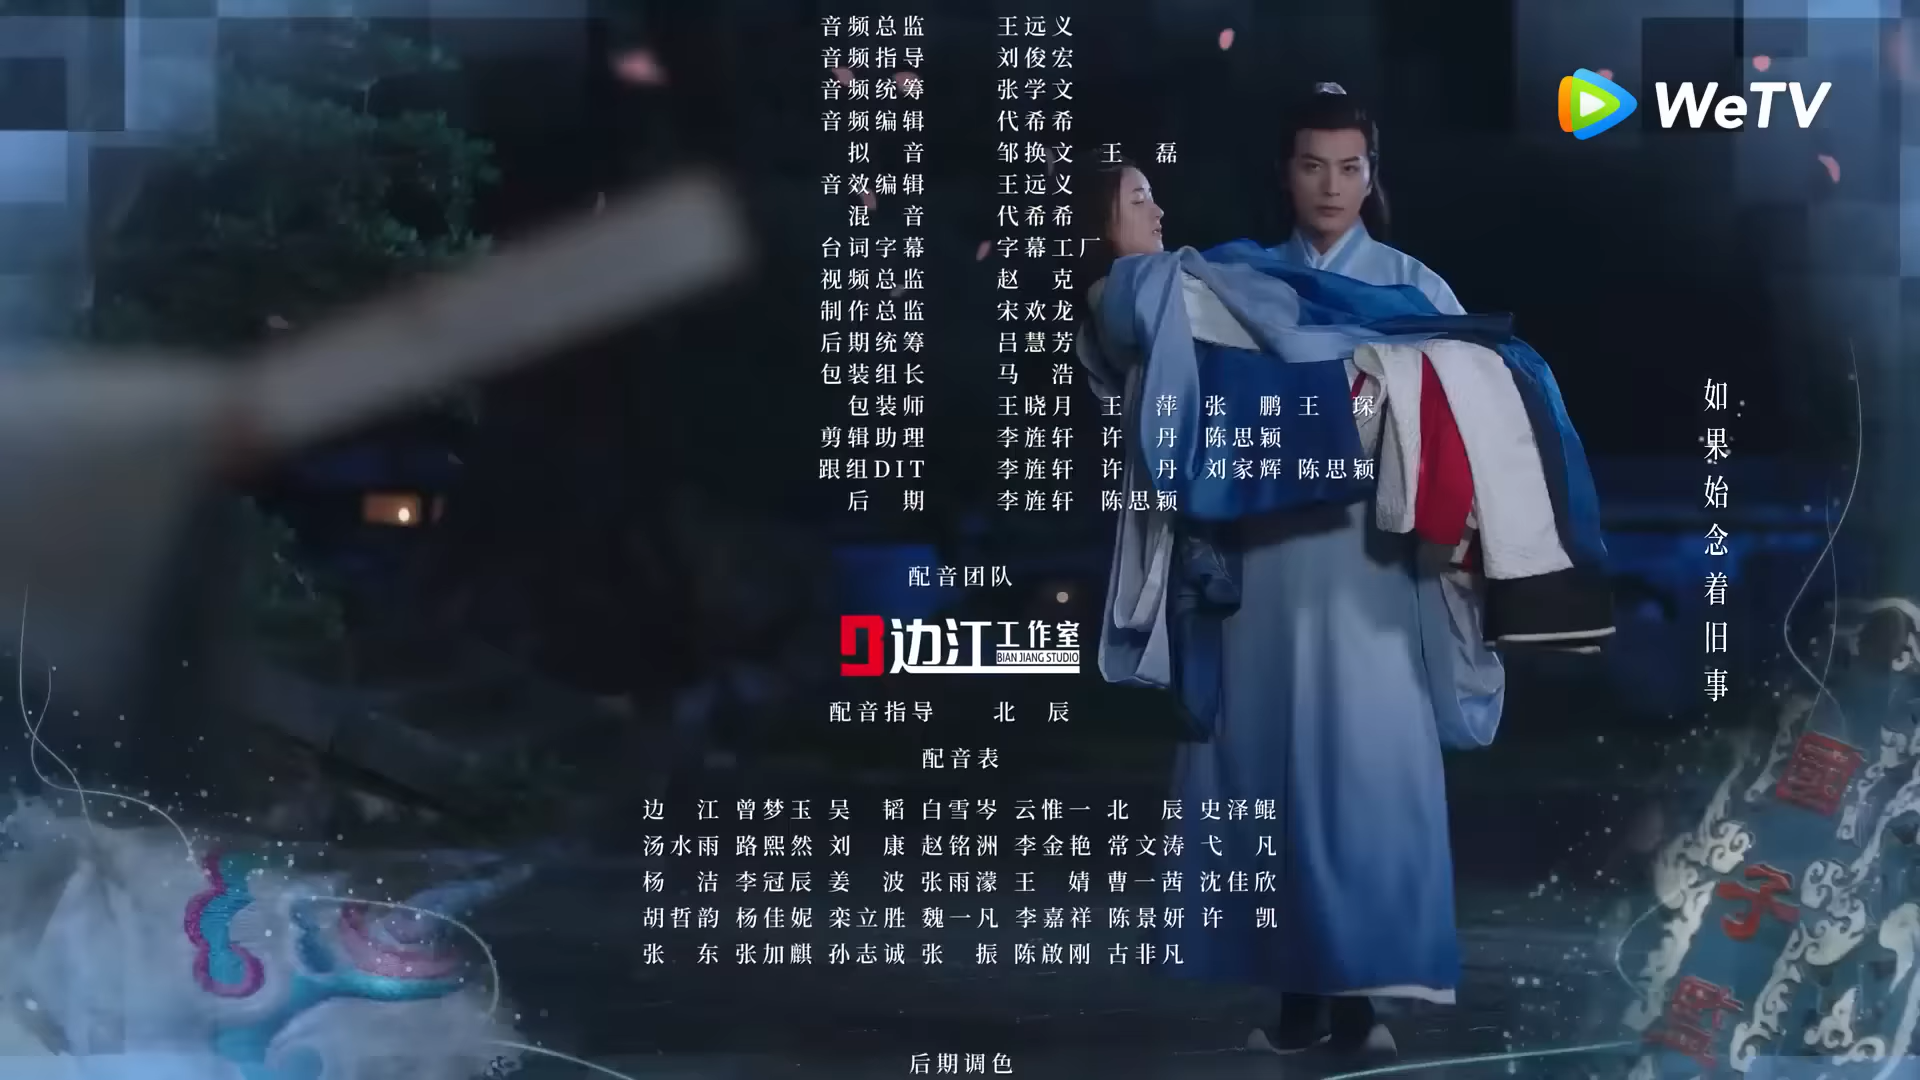 音频总监 王远义
音频指导 刘俊宏
音频统筹 张学文
音频编辑 代希希
拟 音 邹换文 王 磊
音效编辑 王远义
混 音 代希希
台词字幕 字幕工厂
视频总监 赵 克
制作总监 宋欢龙
后期统筹 吕慧芳
包装组长 马 浩
包装师 王晓月 王 萍 张 鹏 王 琛
剪辑助理 李旌轩 许 丹 陈思颖
跟组DIT 李旌轩 许 丹 刘家辉 陈思颖
后 期 李旌轩 陈思颖
配音团队
边江工作室
BIAN JIANG STUDIO
配音指导 北 辰
配音表
边 江 曾梦玉 吴 韬 白雪岑 云惟一 北 辰 史泽鲲
汤水雨 路熙然 刘 康 赵铭洲 李金艳 常文涛 弋 凡
杨 洁 李冠辰 姜 波 张雨濛 王 婧 曹一茜 沈佳欣
胡哲韵 杨佳妮 栾立胜 魏一凡 李嘉祥 陈景妍 许 凯
张 东 张加麒 孙志诚 张 振 陈啟刚 古非凡
后期调色
WeTV
如果始念着旧事
國子監